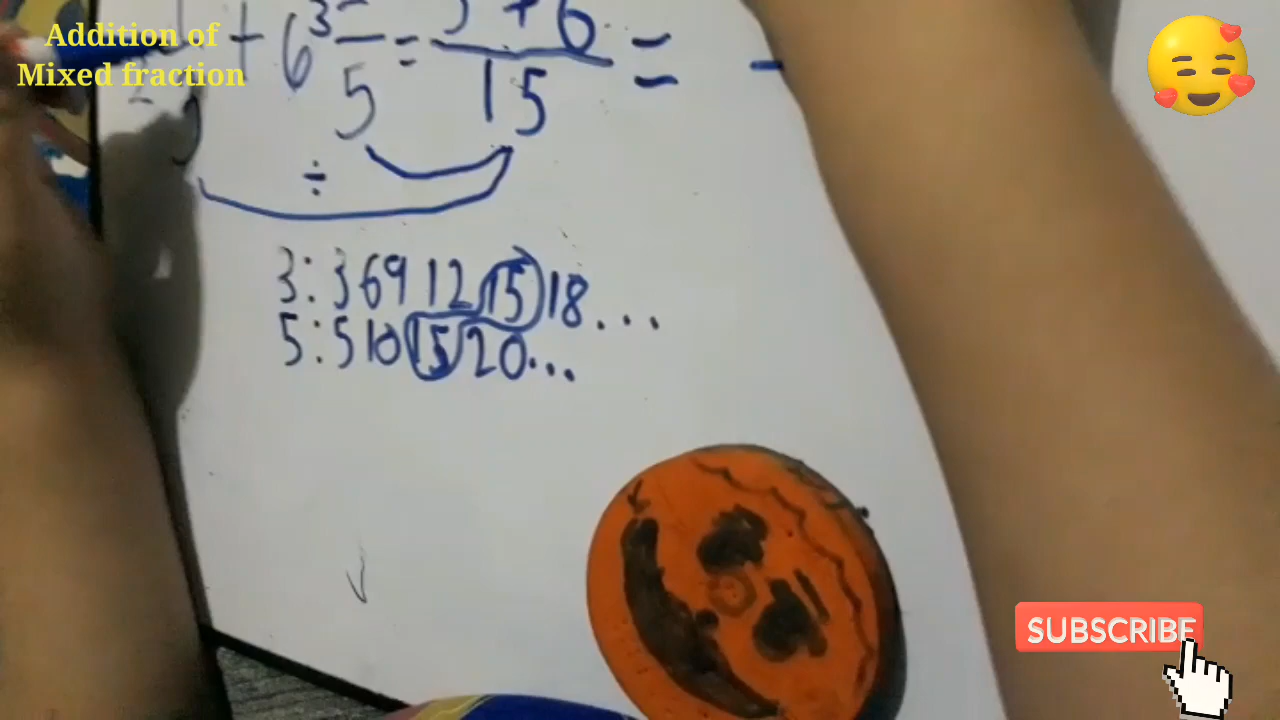 Addition of
Mixed fraction
+ 6 3
5 = + 6
15 = -
÷
3: 3 6 9 12 15 18...
5: 5 10 15 20...
SUBSCRIBE